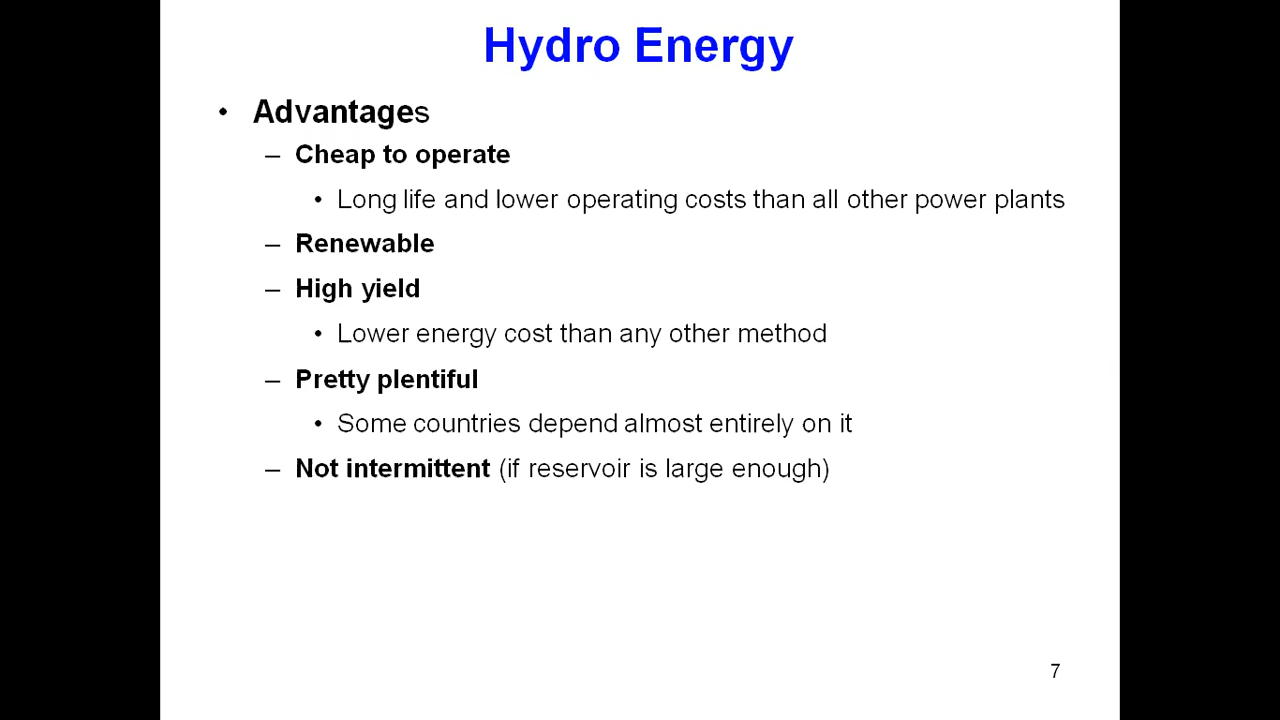 Hydro Energy
• Advantages
– Cheap to operate
• Long life and lower operating costs than all other power plants
– Renewable
– High yield
• Lower energy cost than any other method
– Pretty plentiful
• Some countries depend almost entirely on it
– Not intermittent (if reservoir is large enough)
7